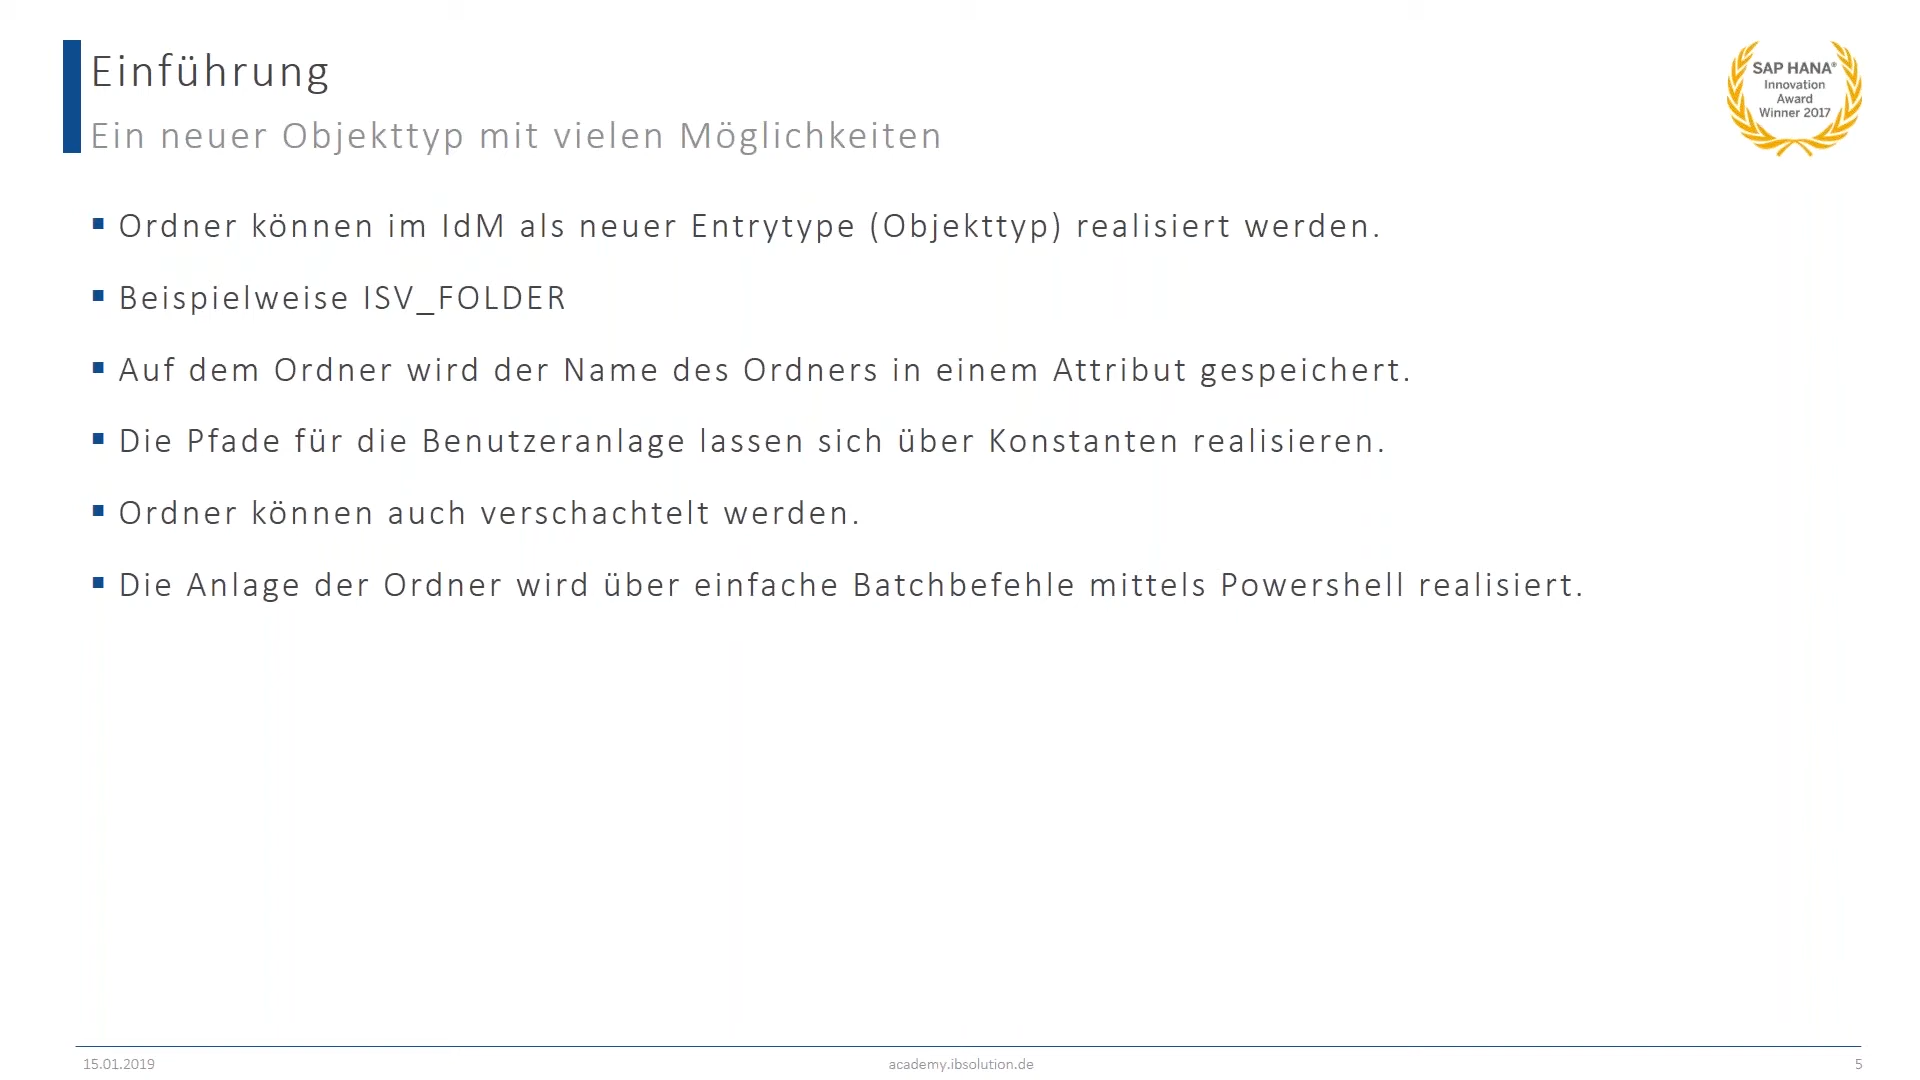 Einführung
Ein neuer Objekttyp mit vielen Möglichkeiten
SAP HANA®
Innovation
Award
Winner 2017
▪ Ordner können im IdM als neuer Entrytype (Objekttyp) realisiert werden.
▪ Beispielweise ISV_FOLDER
▪ Auf dem Ordner wird der Name des Ordners in einem Attribut gespeichert.
▪ Die Pfade für die Benutzeranlage lassen sich über Konstanten realisieren.
▪ Ordner können auch verschachtelt werden.
▪ Die Anlage der Ordner wird über einfache Batchbefehle mittels Powershell realisiert.
15.01.2019
academy.ibsolution.de
5